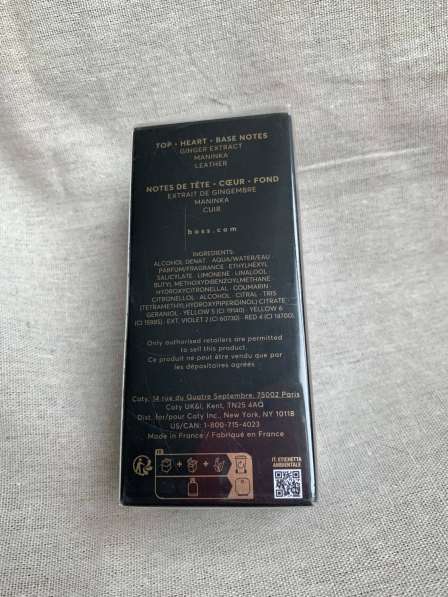 TOP • HEART • BASE NOTES
GINGER EXTRACT
MANINKA
LEATHER
NOTES DE TÊTE • CŒUR • FOND
EXTRAIT DE GINGEMBRE
MANINKA
CUIR
boss.com
INGREDIENTS:
ALCOHOL DENAT. • AQUA/WATER/EAU
PARFUM/FRAGRANCE • ETHYLHEXYL
SALICYLATE • LIMONENE • LINALOOL
BUTYL METHOXYDIBENZOYLMETHANE
HYDROXYCITRONELLAL • COUMARIN
CITRONELLOL • ALCOHOL • CITRAL • TRIS
(TETRAMETHYLHYDROXYPIPERIDINOL) CITRATE
GERANIOL • YELLOW 5 (CI 19140) • YELLOW 6
(CI 15985) • EXT. VIOLET 2 (CI 60730) • RED 4 (CI 14700)
Only authorised retailers are permitted
to sell this product.
Ce produit ne peut être vendu que par
les dépositaires agréés
Coty, 14 rue du Quatre Septembre, 75002 Paris
Coty UK&I, Kent, TN25 4AQ
Dist. for/pour Coty Inc., New York, NY 10118
US/CAN: 1-800-715-4023
Made in France / Fabriqué en France
FR
IT. ETICHETTA
AMBIENTALE